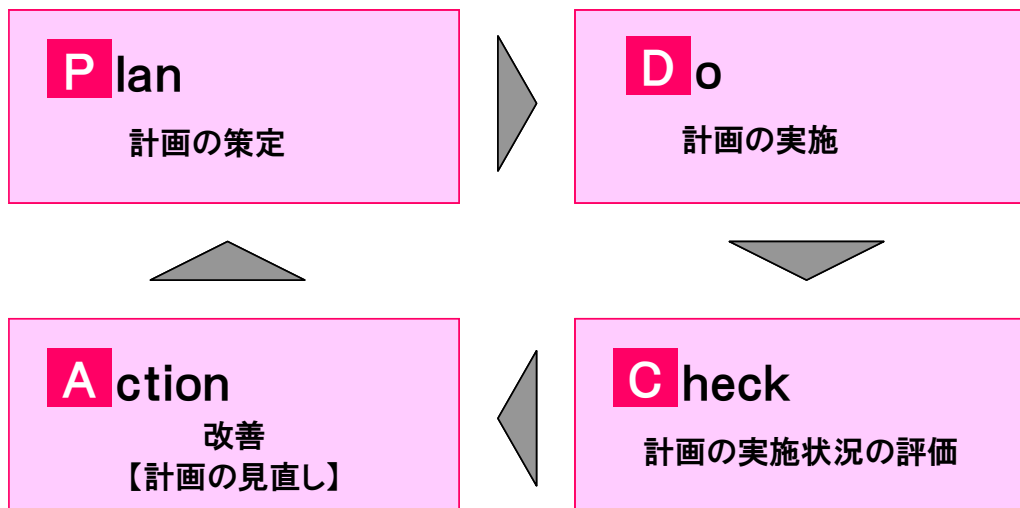 Plan
計画の策定
Do
計画の実施
Action
改善
【計画の見直し】
Check
計画の実施状況の評価